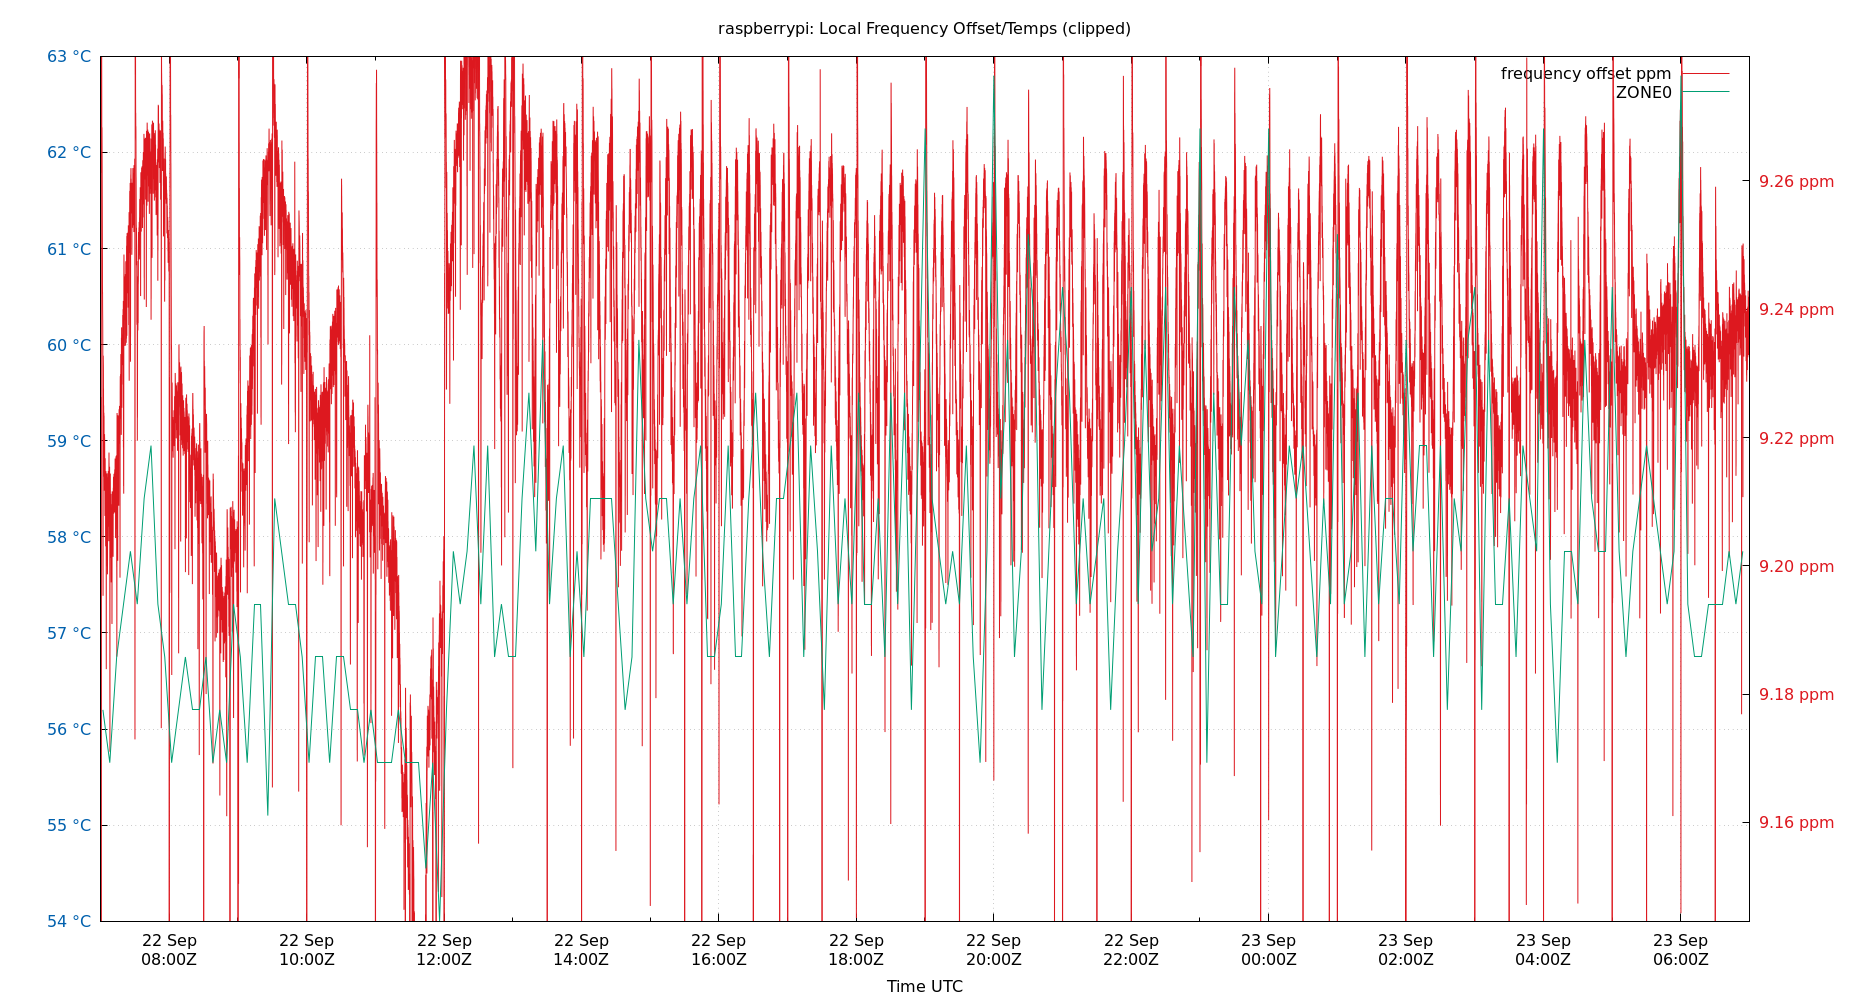 raspberrypi: Local Frequency Offset/Temps (clipped)
63 °C
62 °C
61 °C
60 °C
59 °C
58 °C
57 °C
56 °C
55 °C
54 °C
frequency offset ppm
ZONE0
9.26 ppm
9.24 ppm
9.22 ppm
9.20 ppm
9.18 ppm
9.16 ppm
22 Sep 22 Sep 22 Sep 22 Sep 22 Sep 22 Sep 22 Sep 22 Sep 23 Sep 23 Sep 23 Sep 23 Sep
08:00Z 10:00Z 12:00Z 14:00Z 16:00Z 18:00Z 20:00Z 22:00Z 00:00Z 02:00Z 04:00Z 06:00Z
Time UTC